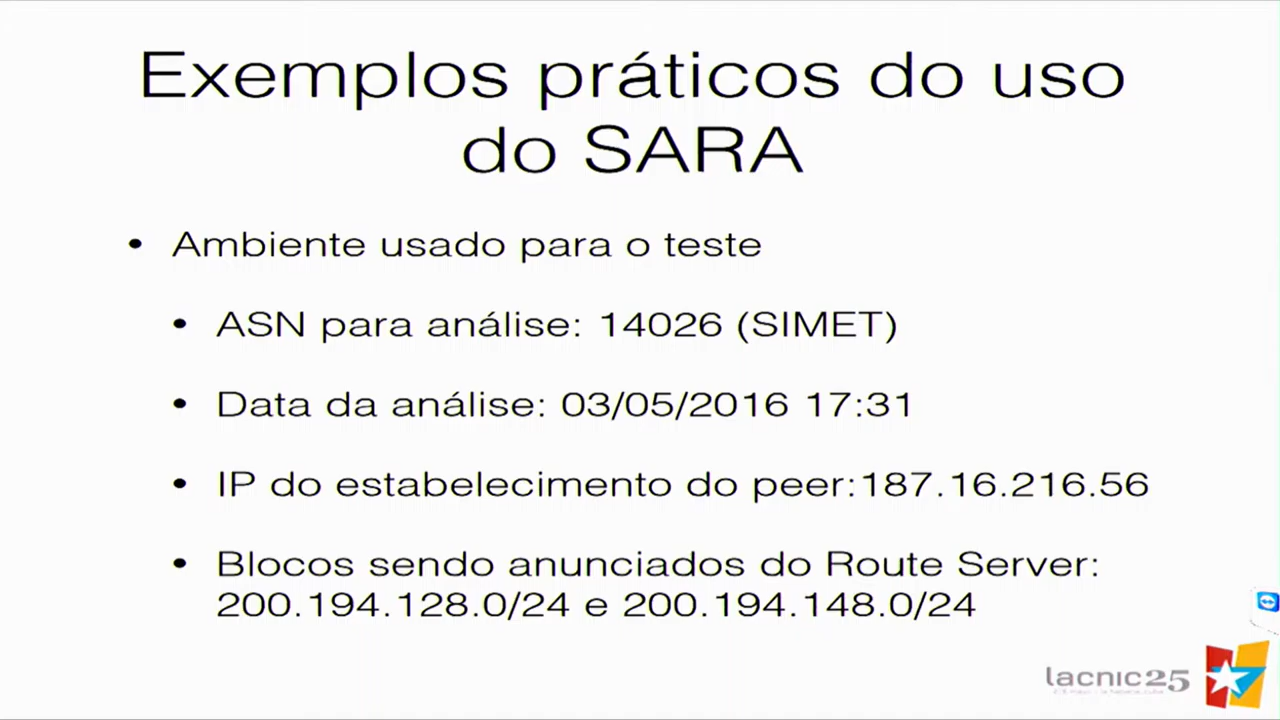 Exemplos práticos do uso
do SARA
• Ambiente usado para o teste
• ASN para análise: 14026 (SIMET)
• Data da análise: 03/05/2016 17:31
• IP do estabelecimento do peer:187.16.216.56
• Blocos sendo anunciados do Route Server:
200.194.128.0/24 e 200.194.148.0/24
lacnic25